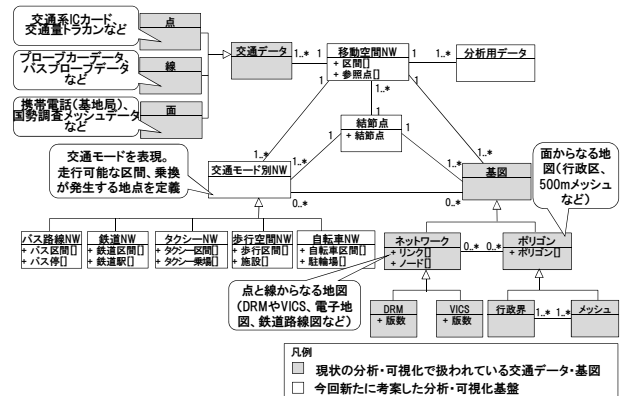 交通系ICカード、
交通量トラカンなど
点
プローブカーデータ、
バスプローブデータ
など
線
携帯電話(基地局)、
国勢調査メッシュデータ
など
面
交通データ
1..*
1
移動空間NW
+ 区間[]
+ 参照点[]
1
1..*
分析用データ
1
1
1
1..*
結節点
+ 結節点
1
1
1..*
1..*
1..*
1..*
交通モードを表現。
走行可能な区間、乗換
が発生する地点を定義
交通モード別NW
0..*
0..*
基図
面からなる地
図(行政区、
500mメッシュ
など)
バス路線NW
+ バス区間[]
+ バス停[]
鉄道NW
+ 鉄道区間[]
+ 鉄道駅[]
タクシーNW
+ タクシー区間[]
+ タクシー乗場[]
歩行空間NW
+ 歩行区間[]
+ 施設[]
自転車NW
+ 自転車区間[]
+ 駐輪場[]
ネットワーク
+ リンク[]
+ ノード[]
0..*
0..*
ポリゴン
+ ポリゴン[]
点と線からなる地図
(DRMやVICS、電子地
図、鉄道路線図など)
DRM
+ 版数
VICS
+ 版数
行政界
1..*
1..*
メッシュ
凡例
現状の分析・可視化で扱われている交通データ・基図
今回新たに考案した分析・可視化基盤